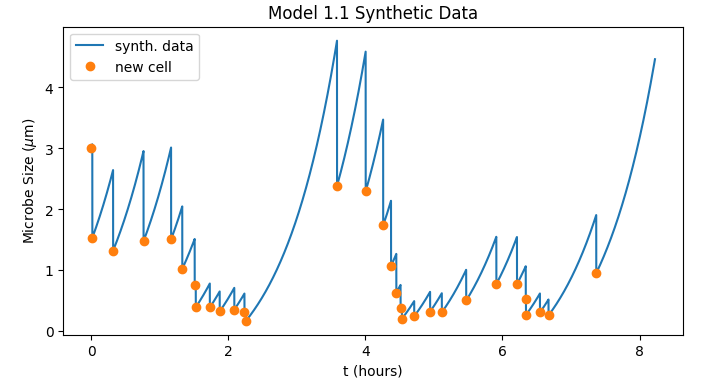 Model 1.1 Synthetic Data
synth. data
new cell
Microbe Size (μm)
4
3
2
1
0
0 2 4 6 8
t (hours)